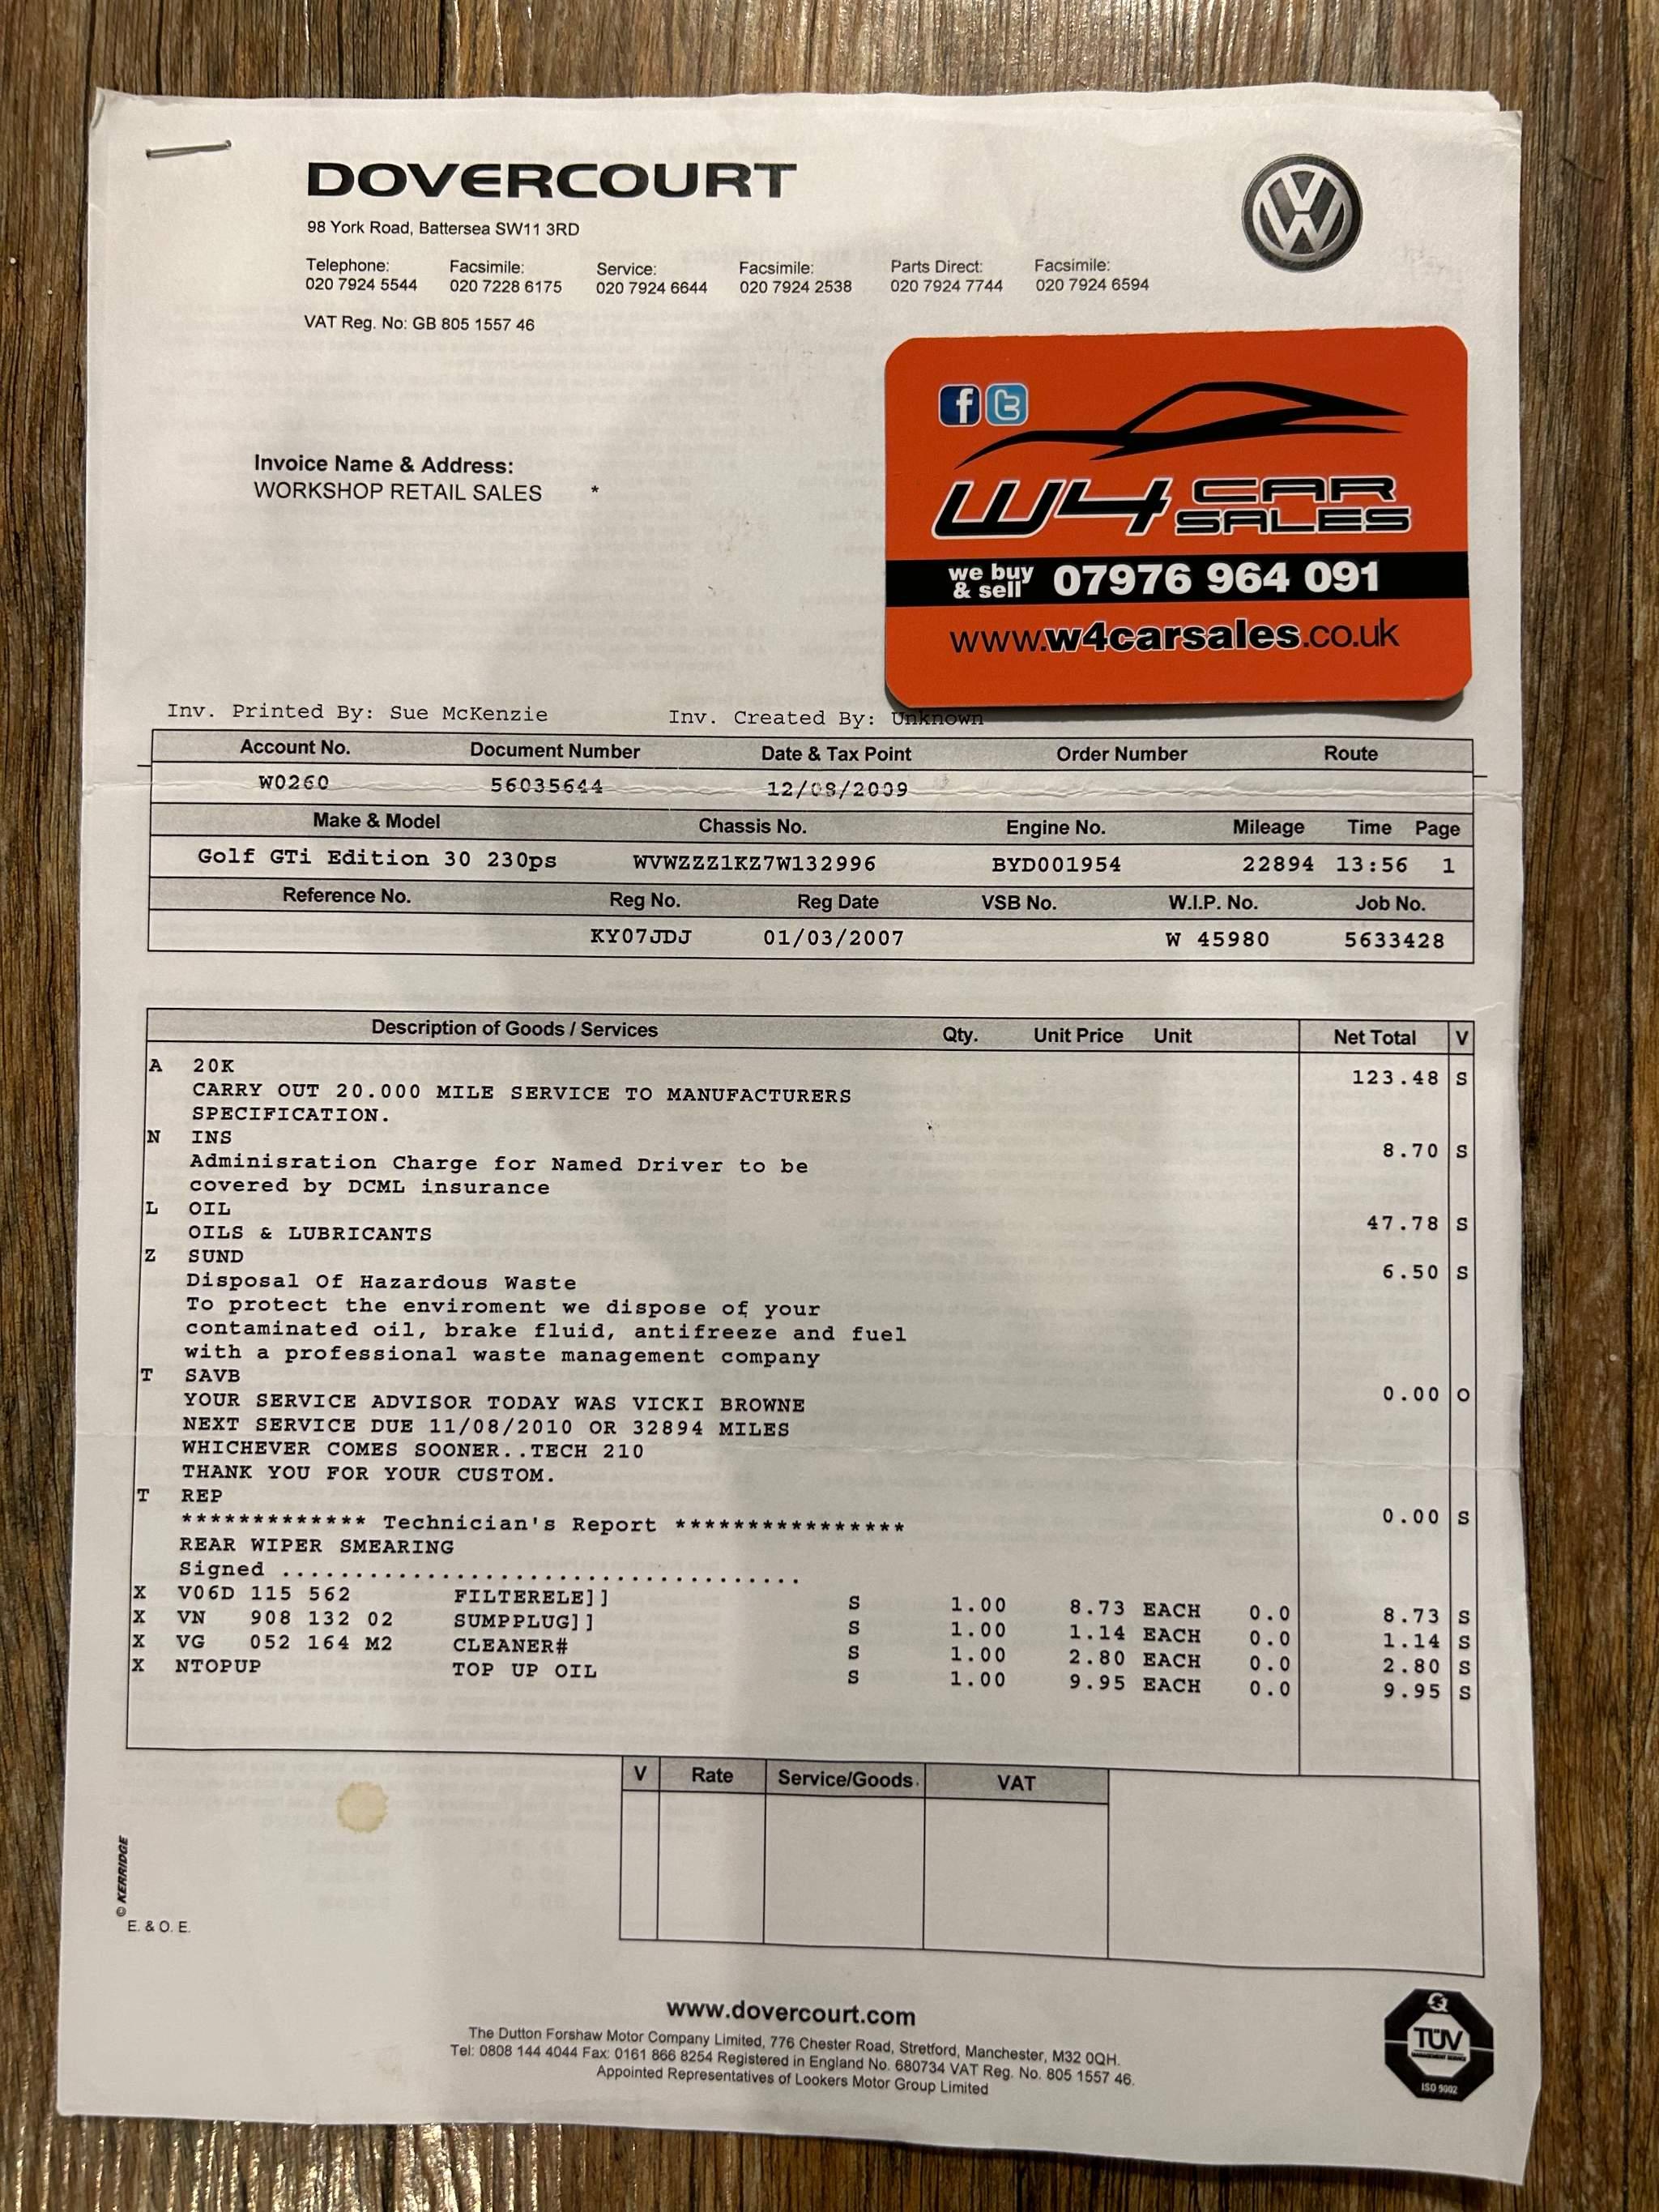 DOVERCOURT
98 York Road, Battersea SW11 3RD
Telephone: Facsimile: Service: Facsimile: Parts Direct: Facsimile:
020 7924 5544 020 7228 6175 020 7924 6644 020 7924 2538 020 7924 7744 020 7924 6594
VAT Reg. No: GB 805 1557 46
W4 CAR SALES
we buy & sell 07976 964 091
www.w4carsales.co.uk
Invoice Name & Address:
WORKSHOP RETAIL SALES *
Inv. Printed By: Sue McKenzie Inv. Created By: Unknown
Account No. Document Number Date & Tax Point Order Number Route
W0260 56035644 12/08/2009
Make & Model Chassis No. Engine No. Mileage Time Page
Golf GTi Edition 30 230ps WVWZZZ1KZ7W132996 BYD001954 22894 13:56 1
Reference No. Reg No. Reg Date VSB No. W.I.P. No. Job No.
KY07JDJ 01/03/2007 W 45980 5633428
Description of Goods / Services Qty. Unit Price Unit Net Total V
A 20K 123.48 S
CARRY OUT 20.000 MILE SERVICE TO MANUFACTURERS
SPECIFICATION.
N INS 8.70 S
Adminisration Charge for Named Driver to be
covered by DCML insurance
L OIL 47.78 S
OILS & LUBRICANTS
Z SUND 6.50 S
Disposal Of Hazardous Waste
To protect the enviroment we dispose of your
contaminated oil, brake fluid, antifreeze and fuel
with a professional waste management company
T SAVB 0.00 O
YOUR SERVICE ADVISOR TODAY WAS VICKI BROWNE
NEXT SERVICE DUE 11/08/2010 OR 32894 MILES
WHICHEVER COMES SOONER..TECH 210
THANK YOU FOR YOUR CUSTOM.
T REP 0.00 S
************* Technician's Report ****************
REAR WIPER SMEARING
Signed ....................................
X V06D 115 562 FILTERELE]] S 1.00 8.73 EACH 0.0 8.73 S
X VN 908 132 02 SUMPPLUG]] S 1.00 1.14 EACH 0.0 1.14 S
X VG 052 164 M2 CLEANER# S 1.00 2.80 EACH 0.0 2.80 S
X NTOPUP TOP UP OIL S 1.00 9.95 EACH 0.0 9.95 S
V Rate Service/Goods VAT
© KERRIDGE
E. & O. E.
www.dovercourt.com
The Dutton Forshaw Motor Company Limited, 776 Chester Road, Stretford, Manchester, M32 0QH.
Tel: 0808 144 4044 Fax: 0161 866 8254 Registered in England No. 680734 VAT Reg. No. 805 1557 46.
Appointed Representatives of Lookers Motor Group Limited
TÜV
ISO 9002